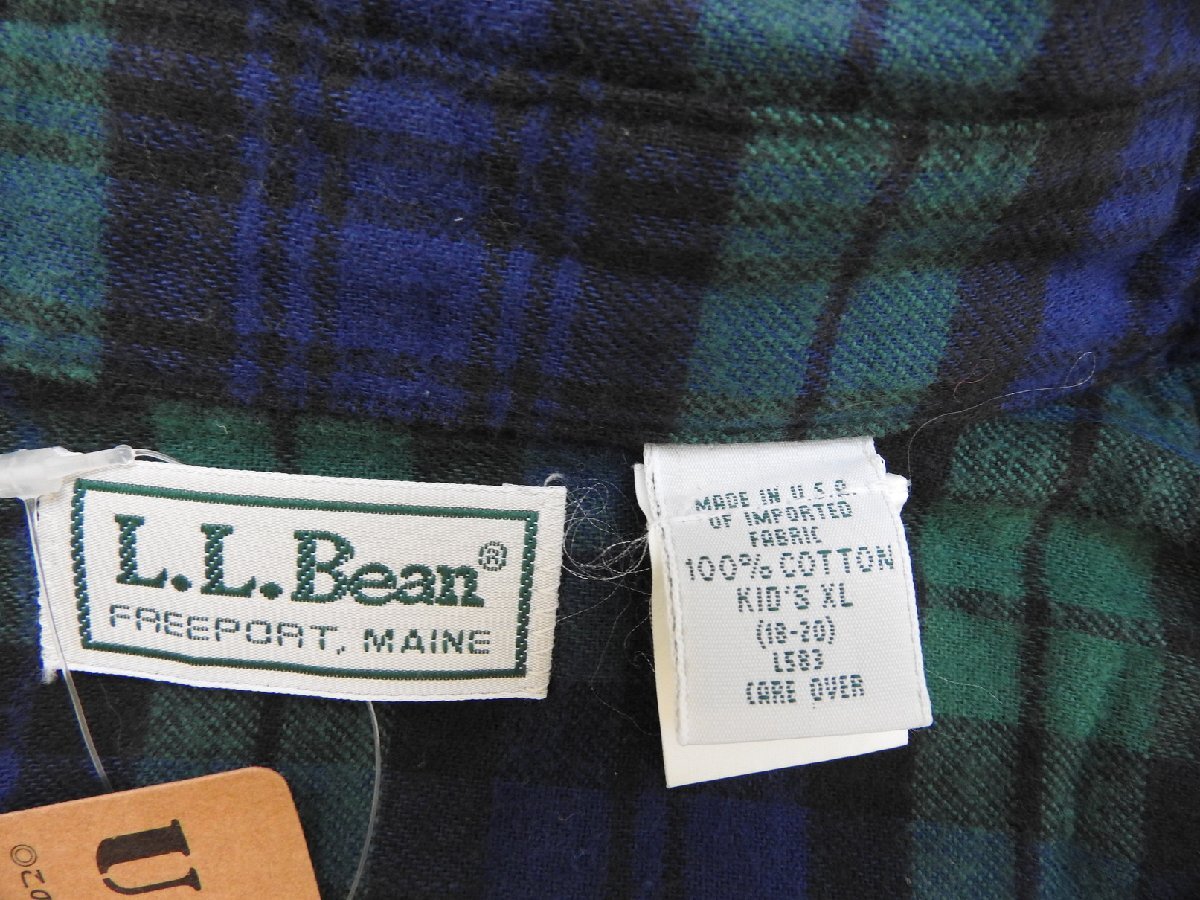 L.L.Bean®
FREEPORT, MAINE
MADE IN U.S.A.
OF IMPORTED
FABRIC
100% COTTON
KID'S XL
(18-20)
L583
CARE OVER
U